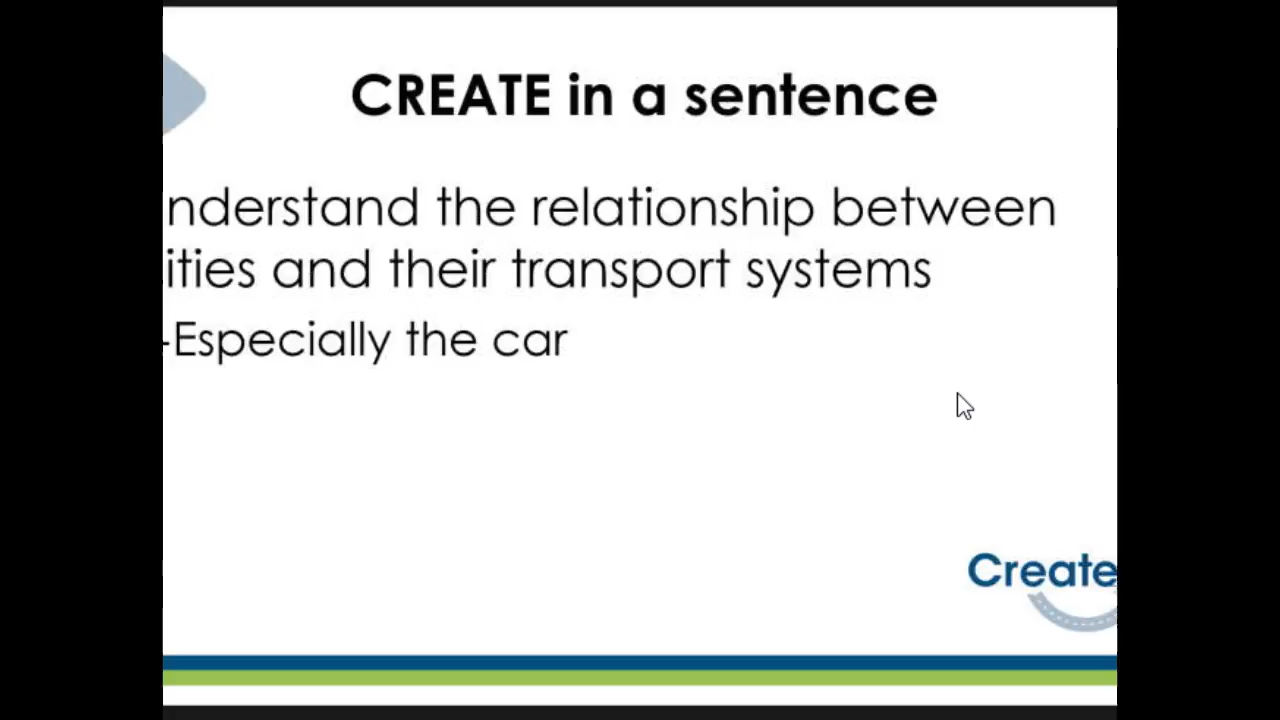 CREATE in a sentence
nderstand the relationship between
ities and their transport systems
-Especially the car
Create